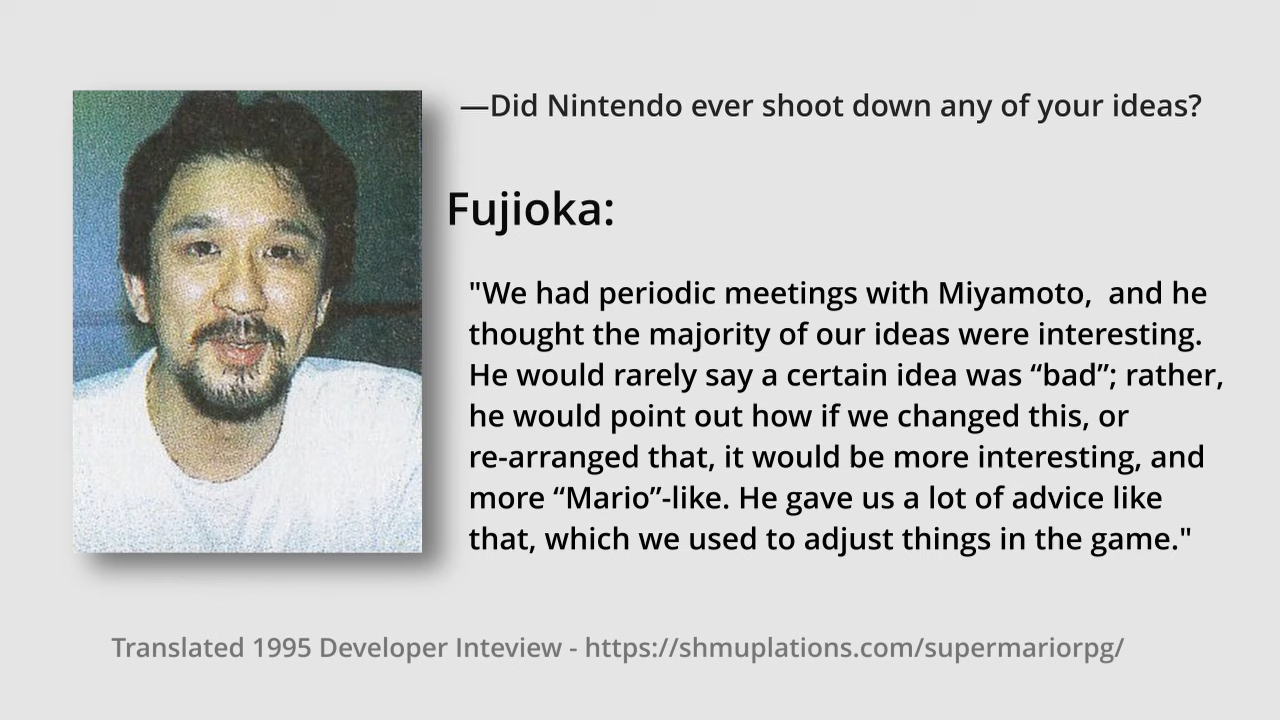 —Did Nintendo ever shoot down any of your ideas?
Fujioka:
"We had periodic meetings with Miyamoto,  and he
thought the majority of our ideas were interesting.
He would rarely say a certain idea was “bad”; rather,
he would point out how if we changed this, or
re-arranged that, it would be more interesting, and
more “Mario”-like. He gave us a lot of advice like
that, which we used to adjust things in the game."
Translated 1995 Developer Inteview - https://shmuplations.com/supermariorpg/